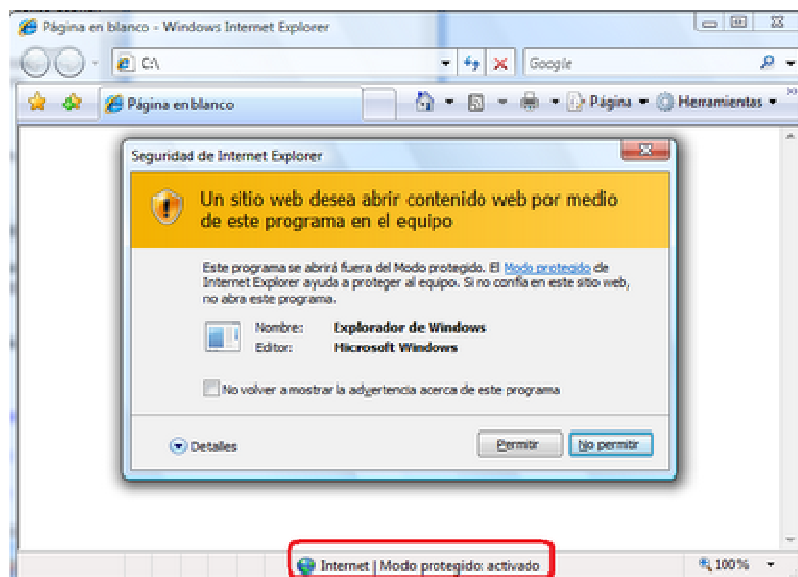 Página en blanco - Windows Internet Explorer
C:\
Google
Página en blanco
Página
Herramientas
Seguridad de Internet Explorer
Un sitio web desea abrir contenido web por medio
de este programa en el equipo
Este programa se abrirá fuera del Modo protegido. El Modo protegido de
Internet Explorer ayuda a proteger al equipo. Si no confía en este sitio web,
no abra este programa.
Nombre: Explorador de Windows
Editor: Microsoft Windows
No volver a mostrar la advertencia acerca de este programa
Detalles
Permitir
No permitir
Internet | Modo protegido: activado
100%